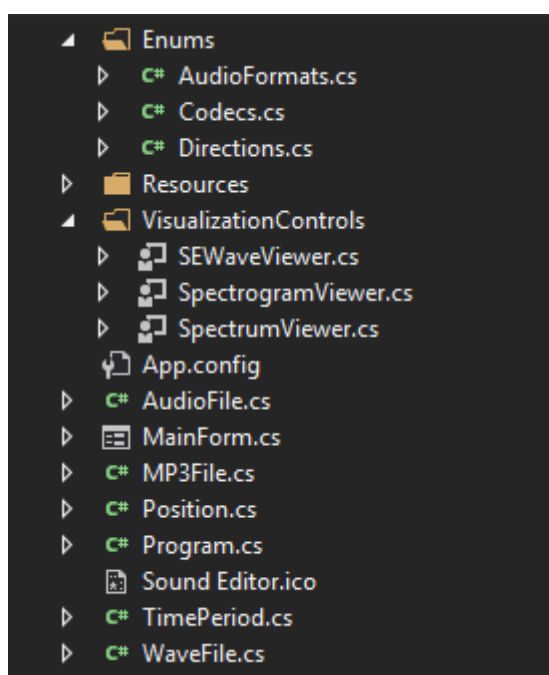 Enums
C# AudioFormats.cs
C# Codecs.cs
C# Directions.cs
Resources
VisualizationControls
SEWaveViewer.cs
SpectrogramViewer.cs
SpectrumViewer.cs
App.config
C# AudioFile.cs
MainForm.cs
C# MP3File.cs
C# Position.cs
C# Program.cs
Sound Editor.ico
C# TimePeriod.cs
C# WaveFile.cs